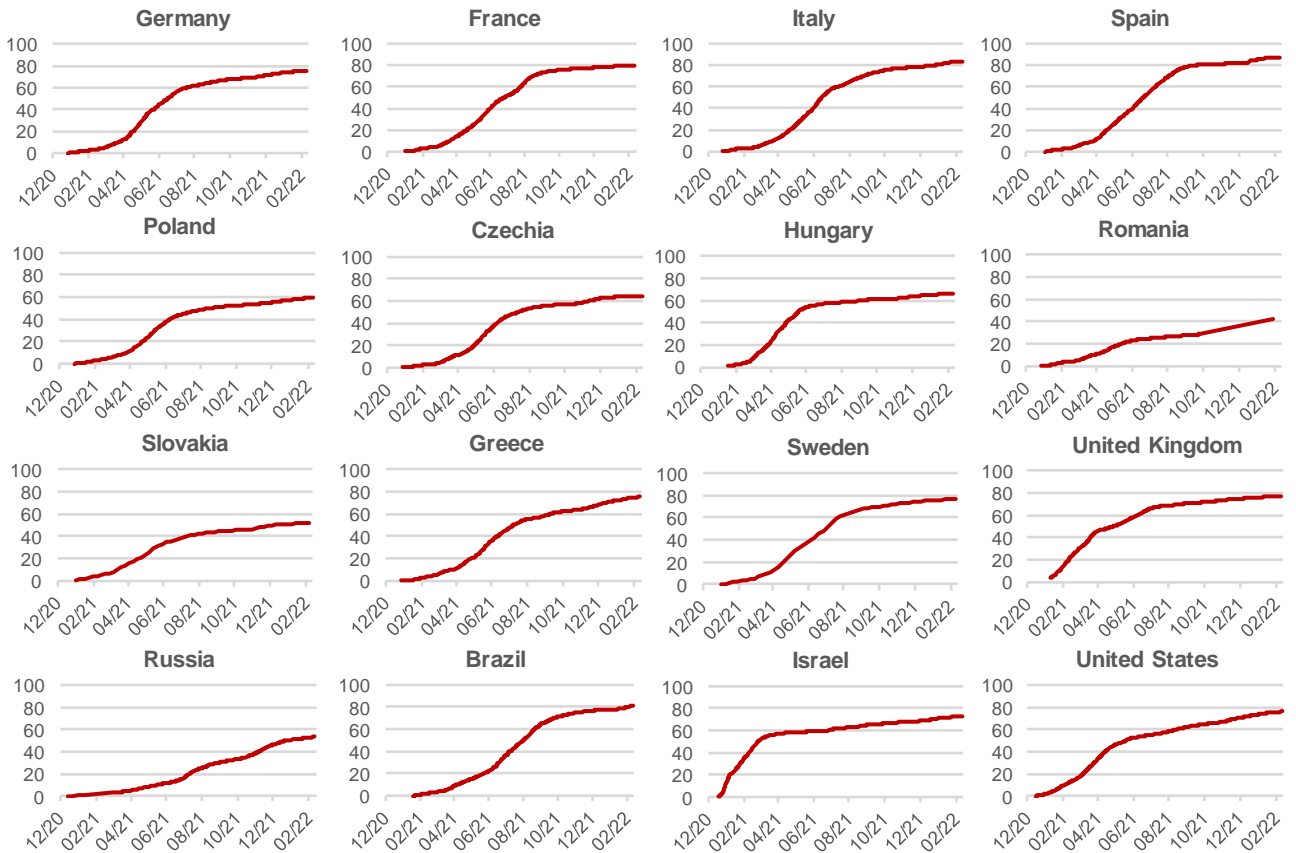 Germany France Italy Spain
100 100 100 100
80 80 80 80
60 60 60 60
40 40 40 40
20 20 20 20
0 0 0 0
12/20 02/21 04/21 06/21 08/21 10/21 12/21 02/22 12/20 02/21 04/21 06/21 08/21 10/21 12/21 02/22 12/20 02/21 04/21 06/21 08/21 10/21 12/21 02/22 12/20 02/21 04/21 06/21 08/21 10/21 12/21 02/22
Poland Czechia Hungary Romania
100 100 100 100
80 80 80 80
60 60 60 60
40 40 40 40
20 20 20 20
0 0 0 0
12/20 02/21 04/21 06/21 08/21 10/21 12/21 02/22 12/20 02/21 04/21 06/21 08/21 10/21 12/21 02/22 12/20 02/21 04/21 06/21 08/21 10/21 12/21 02/22 12/20 02/21 04/21 06/21 08/21 10/21 12/21 02/22
Slovakia Greece Sweden United Kingdom
100 100 100 100
80 80 80 80
60 60 60 60
40 40 40 40
20 20 20 20
0 0 0 0
12/20 02/21 04/21 06/21 08/21 10/21 12/21 02/22 12/20 02/21 04/21 06/21 08/21 10/21 12/21 02/22 12/20 02/21 04/21 06/21 08/21 10/21 12/21 02/22 12/20 02/21 04/21 06/21 08/21 10/21 12/21 02/22
Russia Brazil Israel United States
100 100 100 100
80 80 80 80
60 60 60 60
40 40 40 40
20 20 20 20
0 0 0 0
12/20 02/21 04/21 06/21 08/21 10/21 12/21 02/22 12/20 02/21 04/21 06/21 08/21 10/21 12/21 02/22 12/20 02/21 04/21 06/21 08/21 10/21 12/21 02/22 12/20 02/21 04/21 06/21 08/21 10/21 12/21 02/22